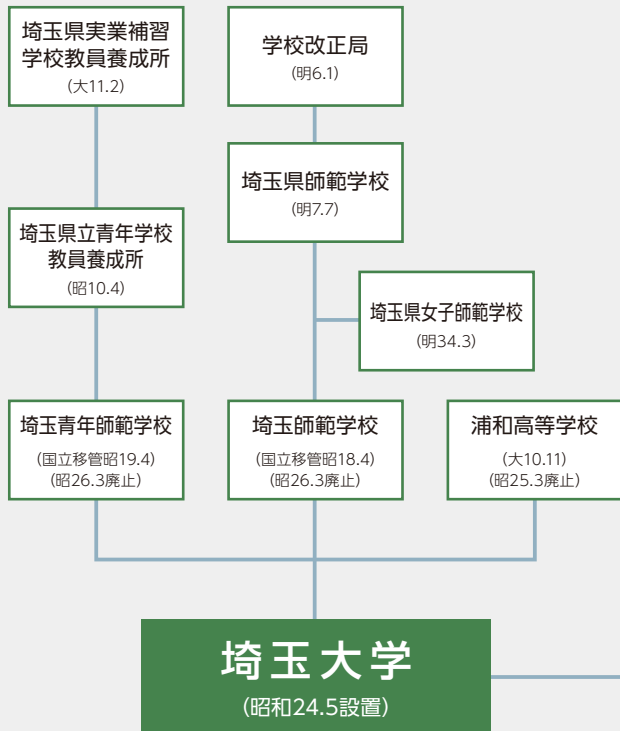 埼玉県実業補習
学校教員養成所
(大11.2)
学校改正局
(明6.1)
埼玉県師範学校
(明7.7)
埼玉県立青年学校
教員養成所
(昭10.4)
埼玉県女子師範学校
(明34.3)
埼玉青年師範学校
(国立移管昭19.4)
(昭26.3廃止)
埼玉師範学校
(国立移管昭18.4)
(昭26.3廃止)
浦和高等学校
(大10.11)
(昭25.3廃止)
埼玉大学
(昭和24.5設置)